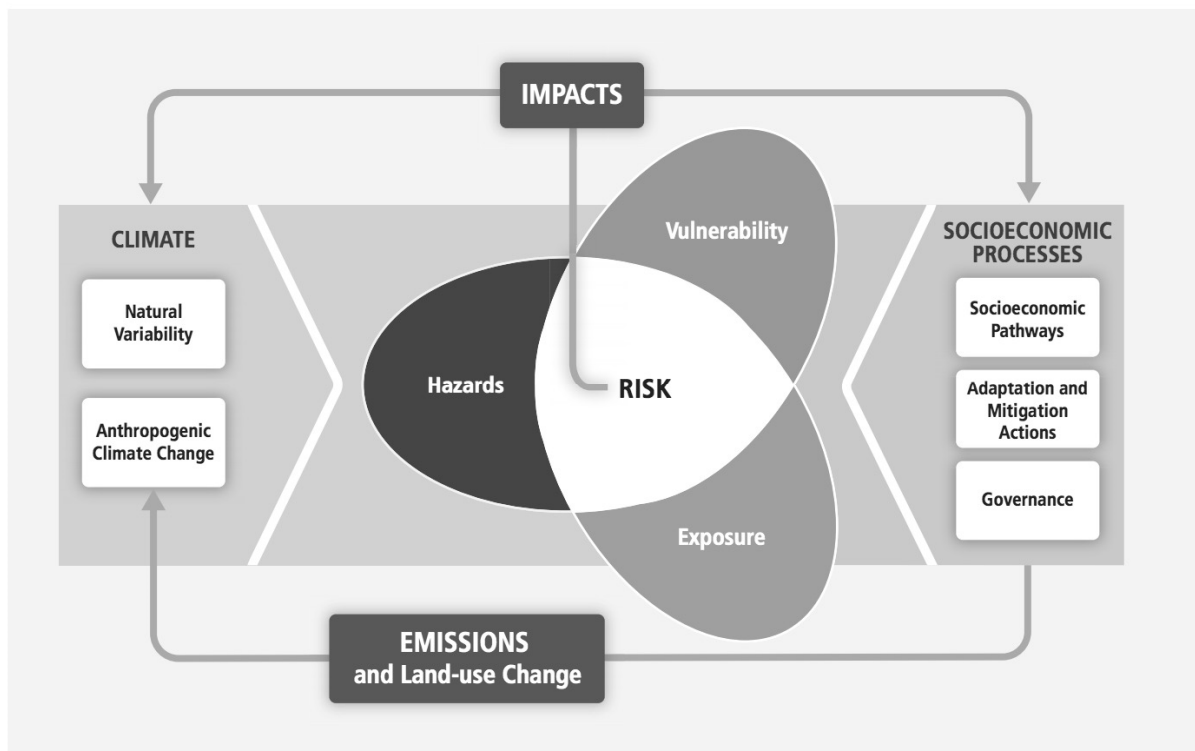 IMPACTS
CLIMATE
Natural
Variability
Anthropogenic
Climate Change
Vulnerability
Hazards
RISK
Exposure
SOCIOECONOMIC
PROCESSES
Socioeconomic
Pathways
Adaptation and
Mitigation
Actions
Governance
EMISSIONS
and Land-use Change